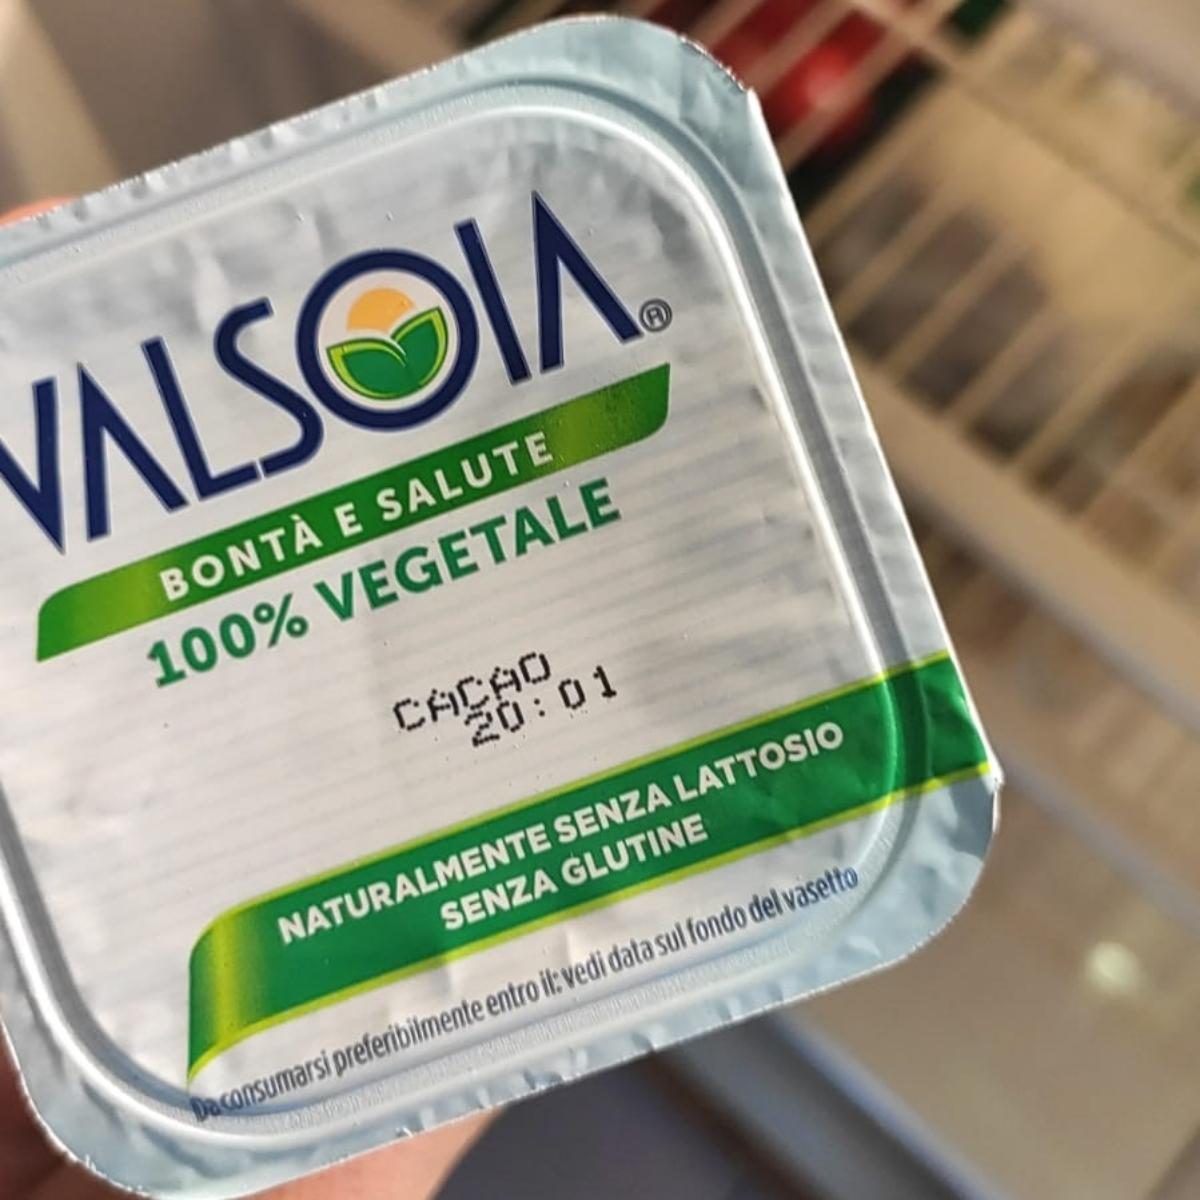 VALSOIA®
BONTÀ E SALUTE
100% VEGETALE
CACAO
20:01
NATURALMENTE SENZA LATTOSIO
SENZA GLUTINE
Da consumarsi preferibilmente entro il: vedi data sul fondo del vasetto